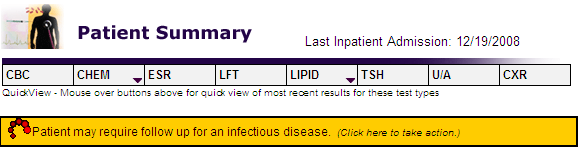 Patient Summary
Last Inpatient Admission: 12/19/2008
CBC CHEM ESR LFT LIPID TSH U/A CXR
QuickView - Mouse over buttons above for quick view of most recent results for these test types
Patient may require follow up for an infectious disease. (Click here to take action.)